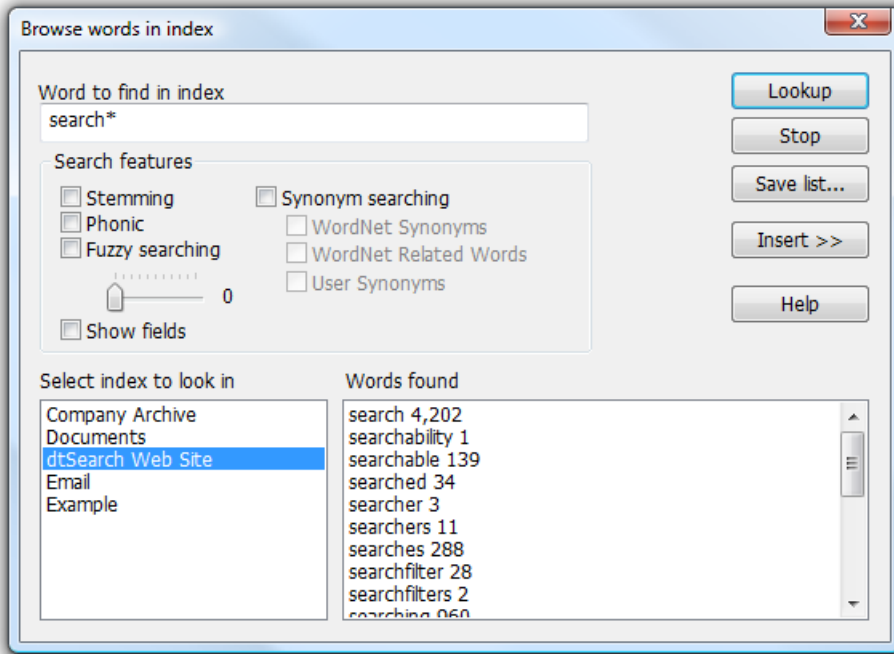 Browse words in index
Word to find in index
search*
Search features
Stemming
Phonic
Fuzzy searching
0
Show fields
Synonym searching
WordNet Synonyms
WordNet Related Words
User Synonyms
Lookup
Stop
Save list...
Insert >>
Help
Select index to look in
Company Archive
Documents
dtSearch Web Site
Email
Example
Words found
search 4,202
searchability 1
searchable 139
searched 34
searcher 3
searchers 11
searches 288
searchfilter 28
searchfilters 2
searching 960